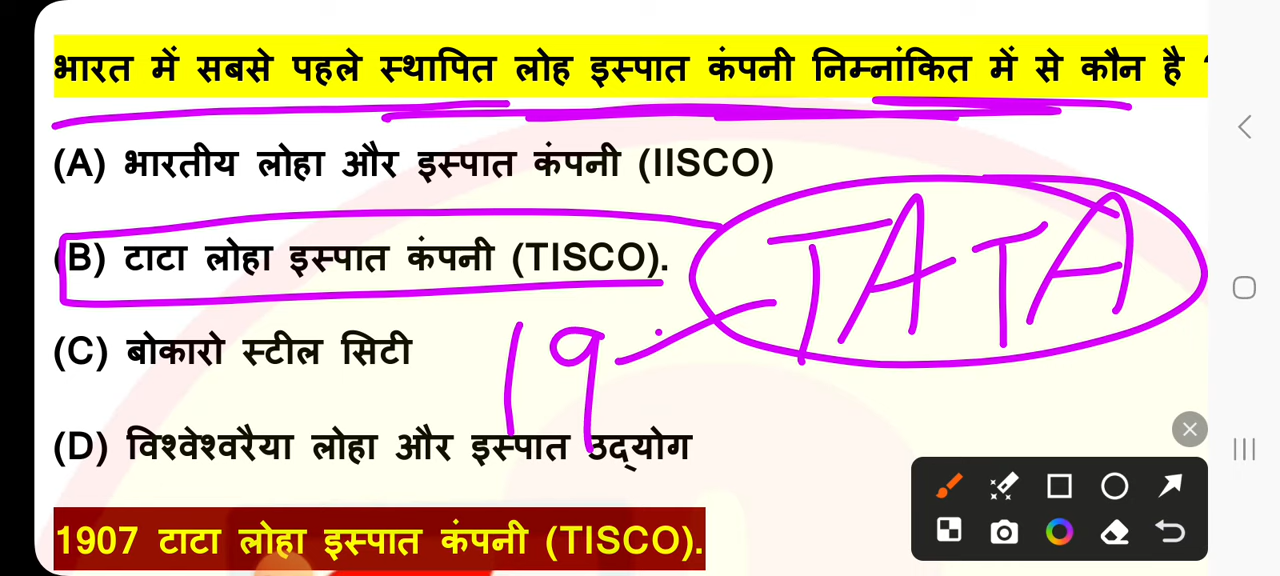 भारत में सबसे पहले स्थापित लोह इस्पात कंपनी निम्नांकित में से कौन है ?
(A) भारतीय लोहा और इस्पात कंपनी (IISCO)
(B) टाटा लोहा इस्पात कंपनी (TISCO).
TATA
(C) बोकारो स्टील सिटी
19
(D) विश्वेश्वरैया लोहा और इस्पात उद्योग
1907 टाटा लोहा इस्पात कंपनी (TISCO).